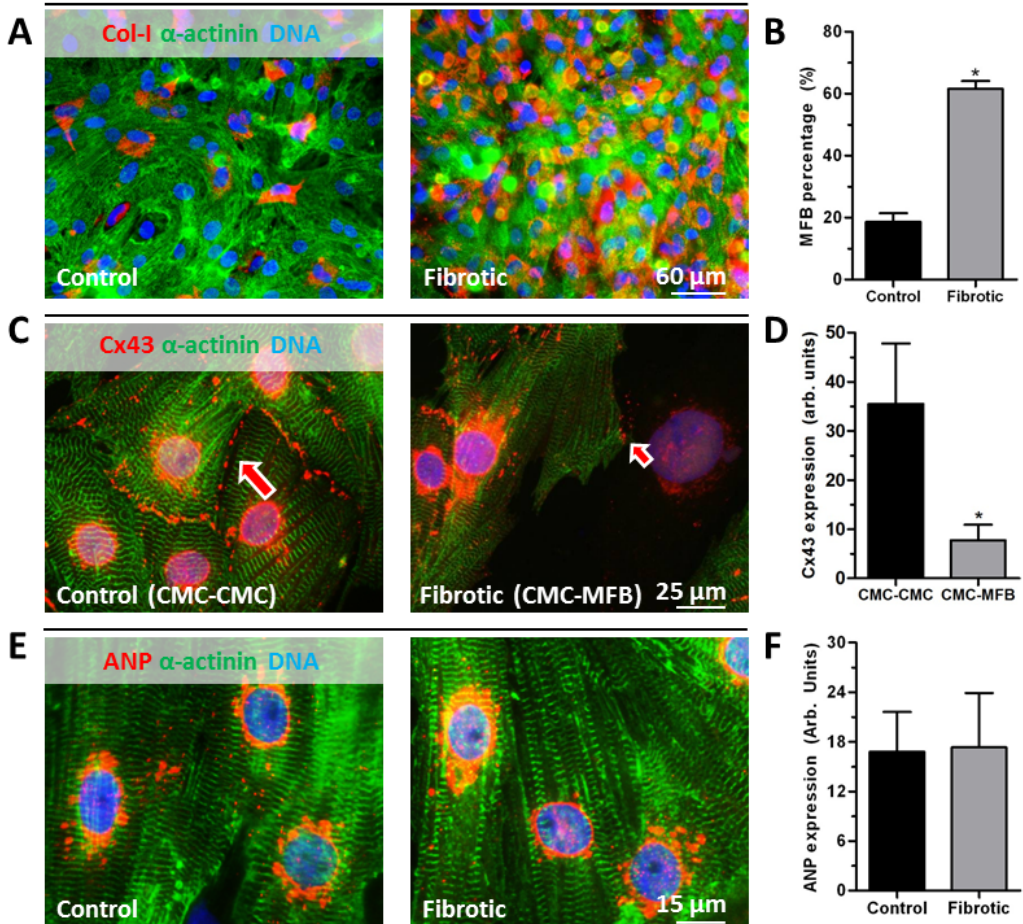 A
Col-I α-actinin DNA
Control
Fibrotic
60 µm
B
MFB percentage (%)
80
60
40
20
0
*
Control
Fibrotic
C
Cx43 α-actinin DNA
Control (CMC-CMC)
Fibrotic (CMC-MFB)
25 µm
D
Cx43 expression (arb. units)
50
40
30
20
10
0
*
CMC-CMC
CMC-MFB
E
ANP α-actinin DNA
Control
Fibrotic
15 µm
F
ANP expression (Arb. Units)
30
24
18
12
6
0
Control
Fibrotic